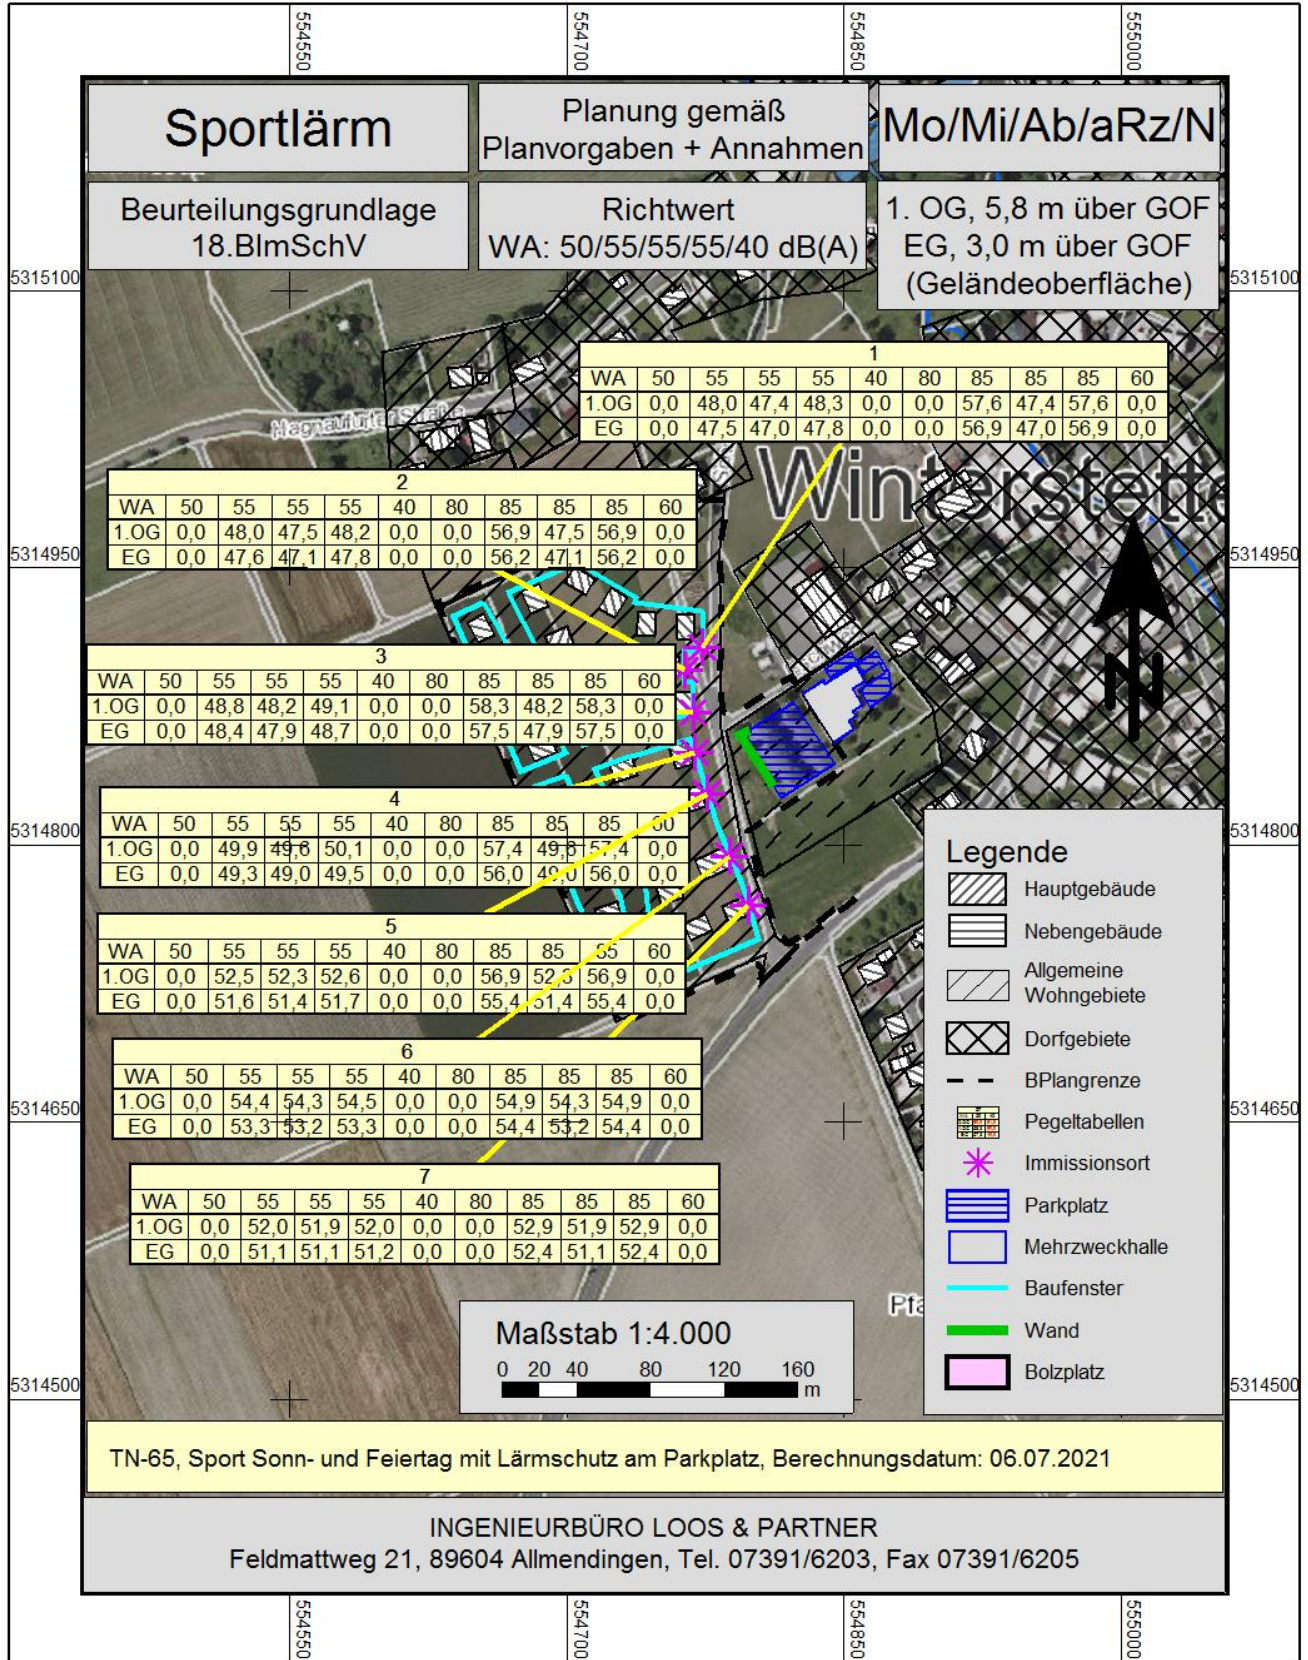 554550 554700 554850 555000
Sportlärm
Planung gemäß
Planvorgaben + Annahmen
Mo/Mi/Ab/aRz/N
Beurteilungsgrundlage
18.BImSchV
Richtwert
WA: 50/55/55/55/40 dB(A)
1. OG, 5,8 m über GOF
EG, 3,0 m über GOF
(Geländeoberfläche)
5315100 5315100
1
WA 50 55 55 55 40 80 85 85 85 60
1.OG 0,0 48,0 47,4 48,3 0,0 0,0 57,6 47,4 57,6 0,0
EG 0,0 47,5 47,0 47,8 0,0 0,0 56,9 47,0 56,9 0,0
Hagnaufurter
Winterstett
2
WA 50 55 55 55 40 80 85 85 85 60
1.OG 0,0 48,0 47,5 48,2 0,0 0,0 56,9 47,5 56,9 0,0
EG 0,0 47,6 47,1 47,8 0,0 0,0 56,2 47,1 56,2 0,0
5314950 5314950
N
3
WA 50 55 55 55 40 80 85 85 85 60
1.OG 0,0 48,8 48,2 49,1 0,0 0,0 58,3 48,2 58,3 0,0
EG 0,0 48,4 47,9 48,7 0,0 0,0 57,5 47,9 57,5 0,0
4
WA 50 55 55 55 40 80 85 85 85 60
1.OG 0,0 49,9 49,6 50,1 0,0 0,0 57,4 49,6 57,4 0,0
EG 0,0 49,3 49,0 49,5 0,0 0,0 56,0 49,0 56,0 0,0
5314800 5314800
5
WA 50 55 55 55 40 80 85 85 85 60
1.OG 0,0 52,5 52,3 52,6 0,0 0,0 56,9 52,3 56,9 0,0
EG 0,0 51,6 51,4 51,7 0,0 0,0 55,4 51,4 55,4 0,0
6
WA 50 55 55 55 40 80 85 85 85 60
1.OG 0,0 54,4 54,3 54,5 0,0 0,0 54,9 54,3 54,9 0,0
EG 0,0 53,3 53,2 53,3 0,0 0,0 54,4 53,2 54,4 0,0
5314650 5314650
7
WA 50 55 55 55 40 80 85 85 85 60
1.OG 0,0 52,0 51,9 52,0 0,0 0,0 52,9 51,9 52,9 0,0
EG 0,0 51,1 51,1 51,2 0,0 0,0 52,4 51,1 52,4 0,0
Legende
Hauptgebäude
Nebengebäude
Allgemeine
Wohngebiete
Dorfgebiete
BPlangrenze
Pegeltabellen
Immissionsort
Parkplatz
Mehrzweckhalle
Baufenster
Wand
Bolzplatz
Pfa
Maßstab 1:4.000
0 20 40 80 120 160
m
5314500 5314500
TN-65, Sport Sonn- und Feiertag mit Lärmschutz am Parkplatz, Berechnungsdatum: 06.07.2021
INGENIEURBÜRO LOOS & PARTNER
Feldmattweg 21, 89604 Allmendingen, Tel. 07391/6203, Fax 07391/6205
554550 554700 554850 555000